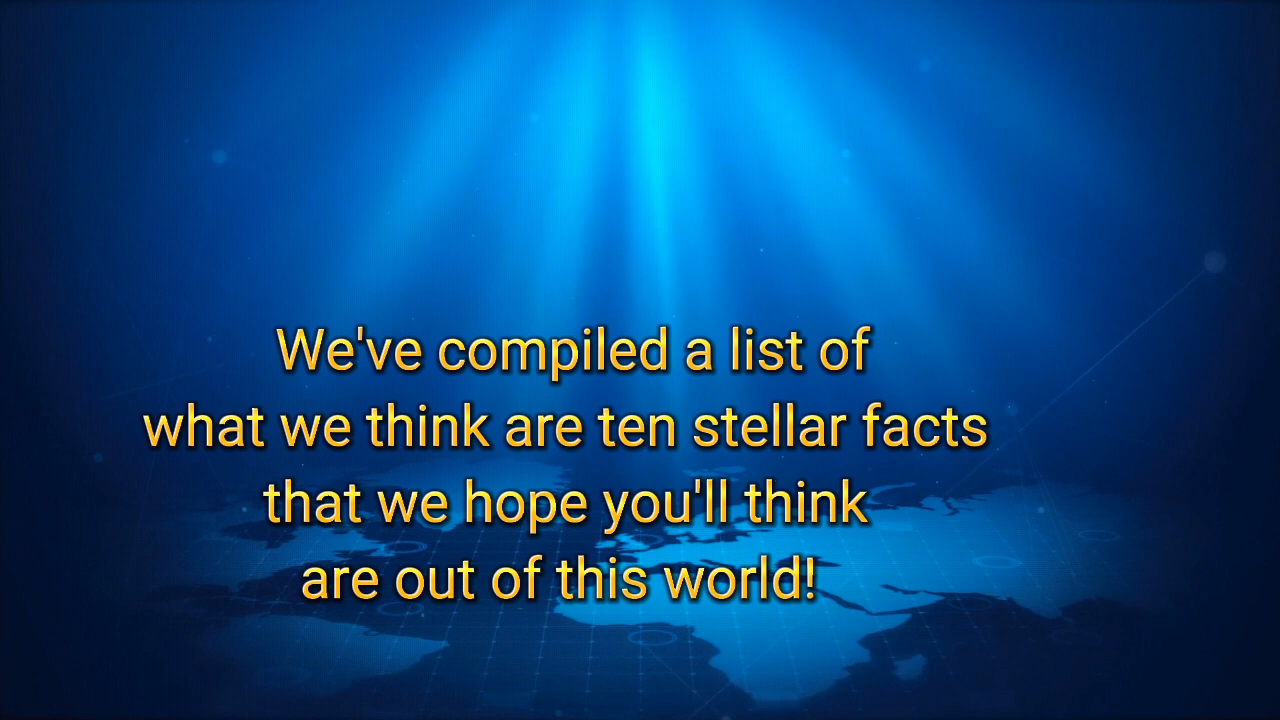 We've compiled a list of
what we think are ten stellar facts
that we hope you'll think
are out of this world!